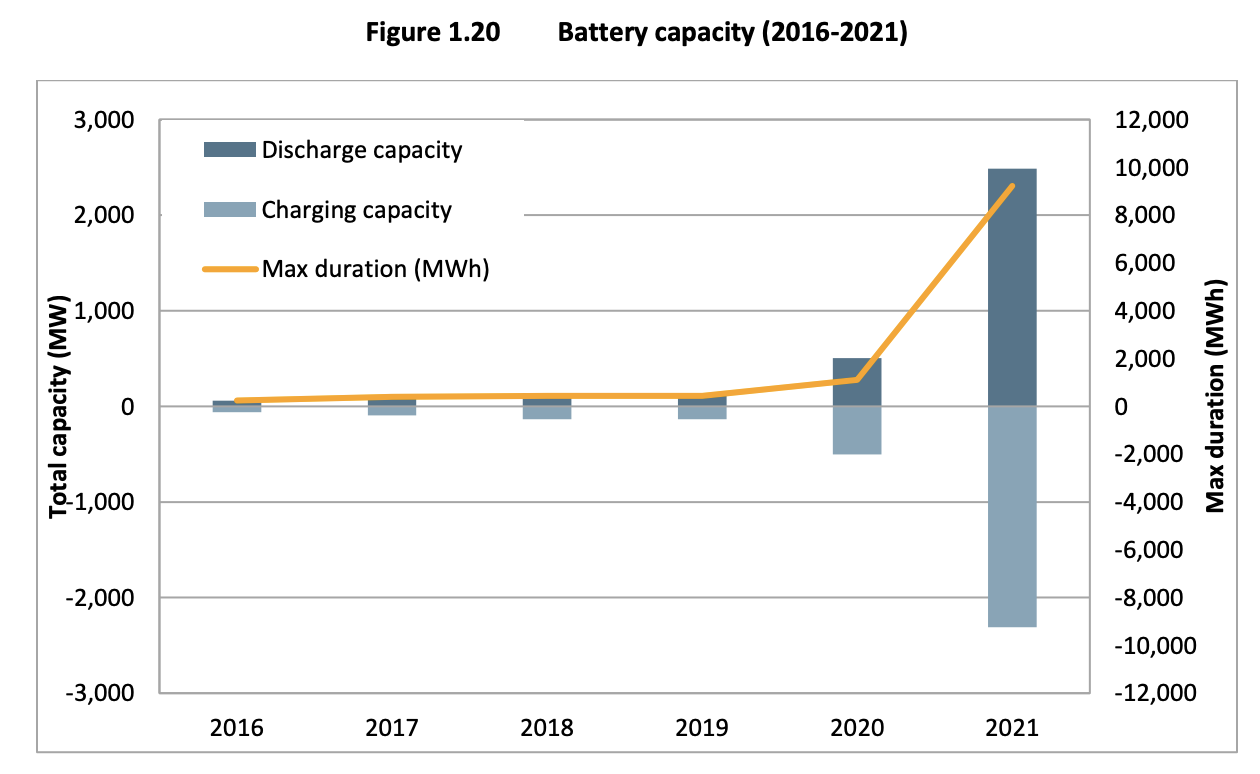 Figure 1.20 Battery capacity (2016-2021)
3,000
2,000
1,000
0
-1,000
-2,000
-3,000
Total capacity (MW)
Discharge capacity
Charging capacity
Max duration (MWh)
12,000
10,000
8,000
6,000
4,000
2,000
0
-2,000
-4,000
-6,000
-8,000
-10,000
-12,000
Max duration (MWh)
2016 2017 2018 2019 2020 2021